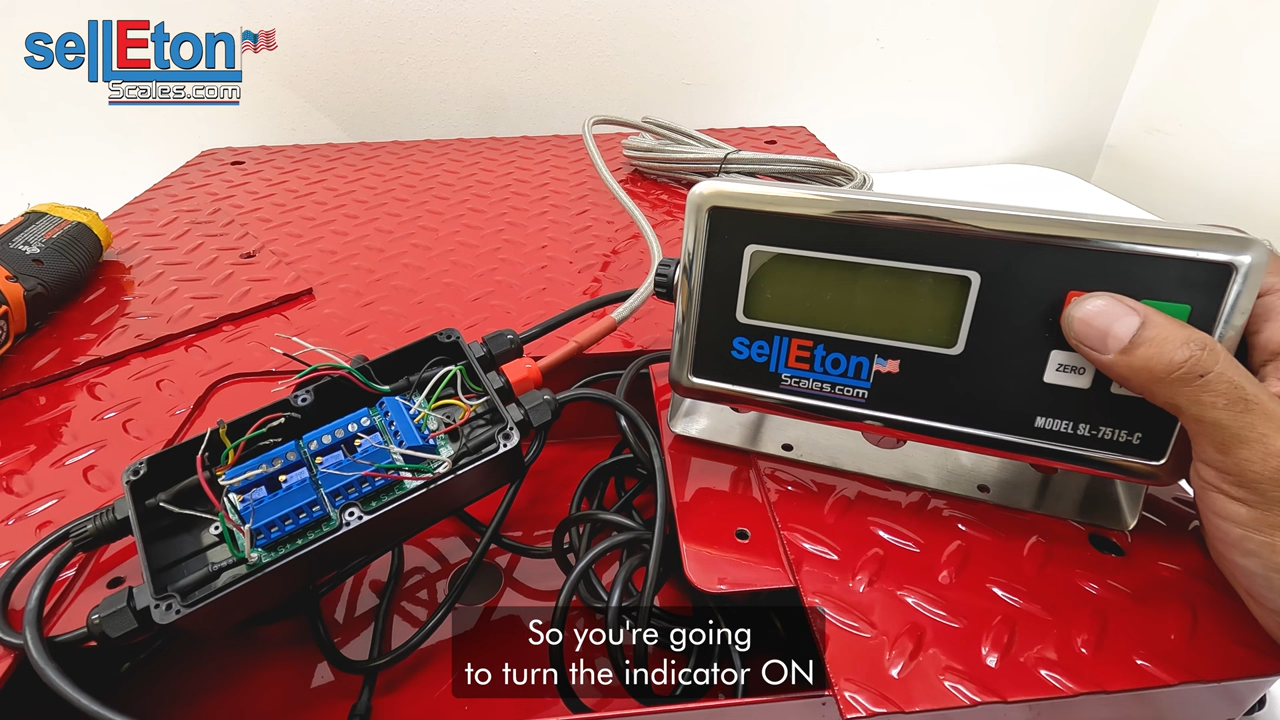 sellEton
Scales.com
sellEton
Scales.com
ZERO
MODEL SL-7515-C
So you're going
to turn the indicator ON